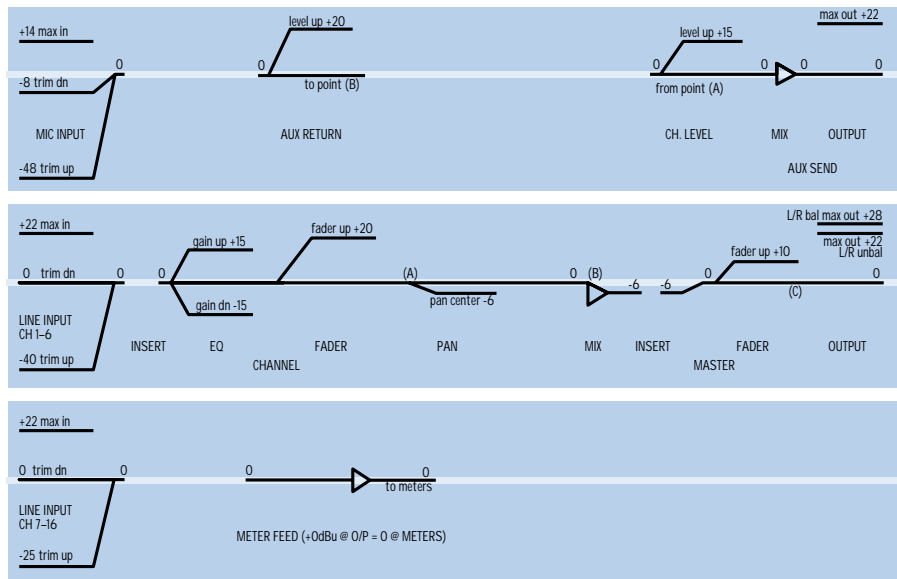 +14 max in
level up +20
level up +15
max out +22
0
0
0
0
0
0
-8 trim dn
to point (B)
from point (A)
MIC INPUT
AUX RETURN
CH. LEVEL
MIX
OUTPUT
-48 trim up
AUX SEND
+22 max in
L/R bal max out +28
gain up +15
fader up +20
max out +22
L/R unbal
fader up +10
0 trim dn
0
0
(A)
0
(B)
-6
-6
0
0
pan center -6
(C)
gain dn -15
LINE INPUT
CH 1–6
INSERT
EQ
FADER
PAN
MIX
INSERT
FADER
OUTPUT
-40 trim up
CHANNEL
MASTER
+22 max in
0 trim dn
0
0
0
to meters
LINE INPUT
CH 7–16
METER FEED (+0dBu @ O/P = 0 @ METERS)
-25 trim up